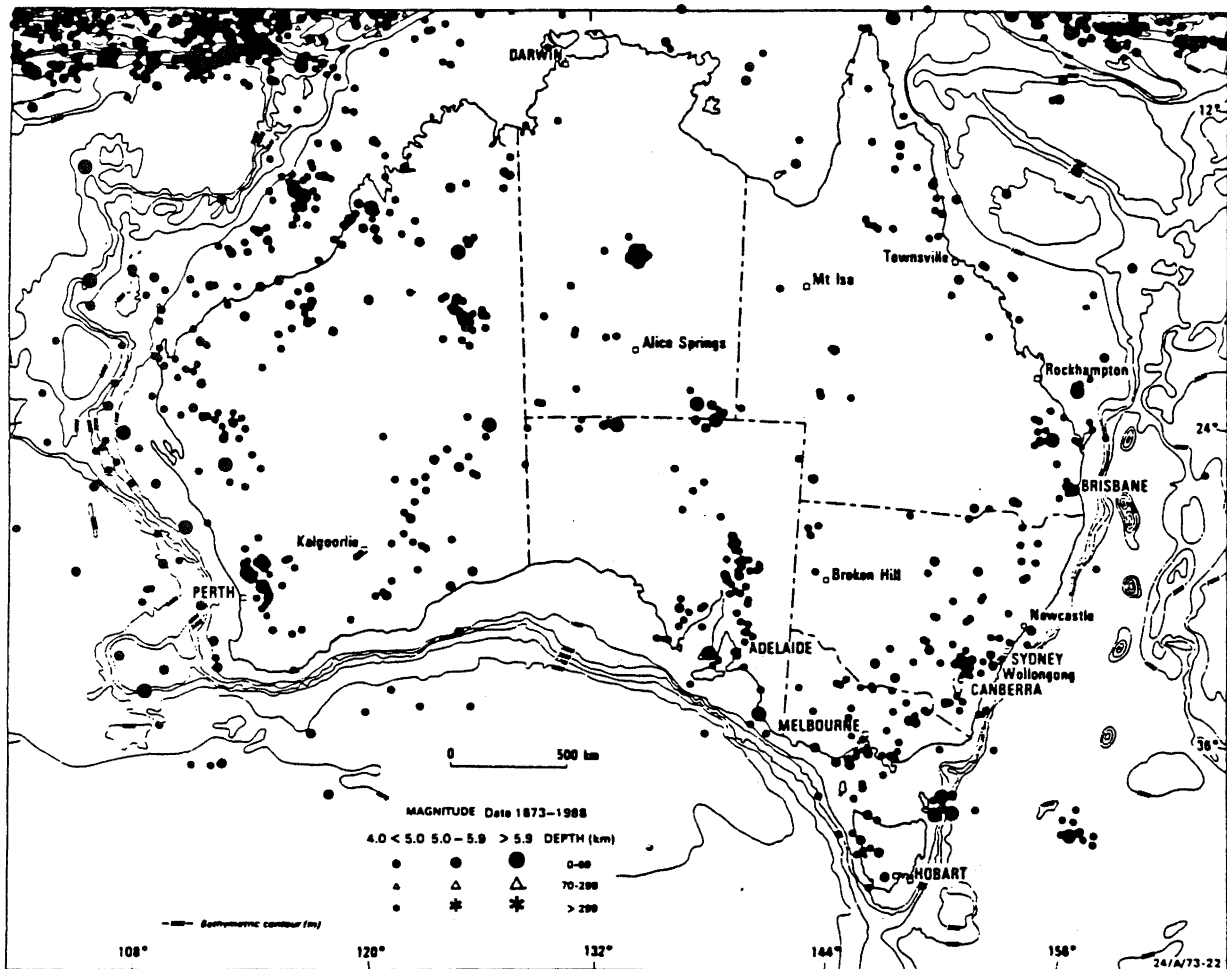 DARWIN
12°
Townsville
Mt Isa
Alice Springs
Rockhampton
24°
BRISBANE
Kalgoorlie
Broken Hill
PERTH
Newcastle
ADELAIDE
SYDNEY
Wollongong
CANBERRA
MELBOURNE
36°
0 500 km
MAGNITUDE Data 1873–1988
4.0 < 5.0 5.0 – 5.9 > 5.9 DEPTH (km)
0-69
70-299
> 299
HOBART
Bathymetric contour (m)
108° 120° 132° 144° 156°
24/A/73-22